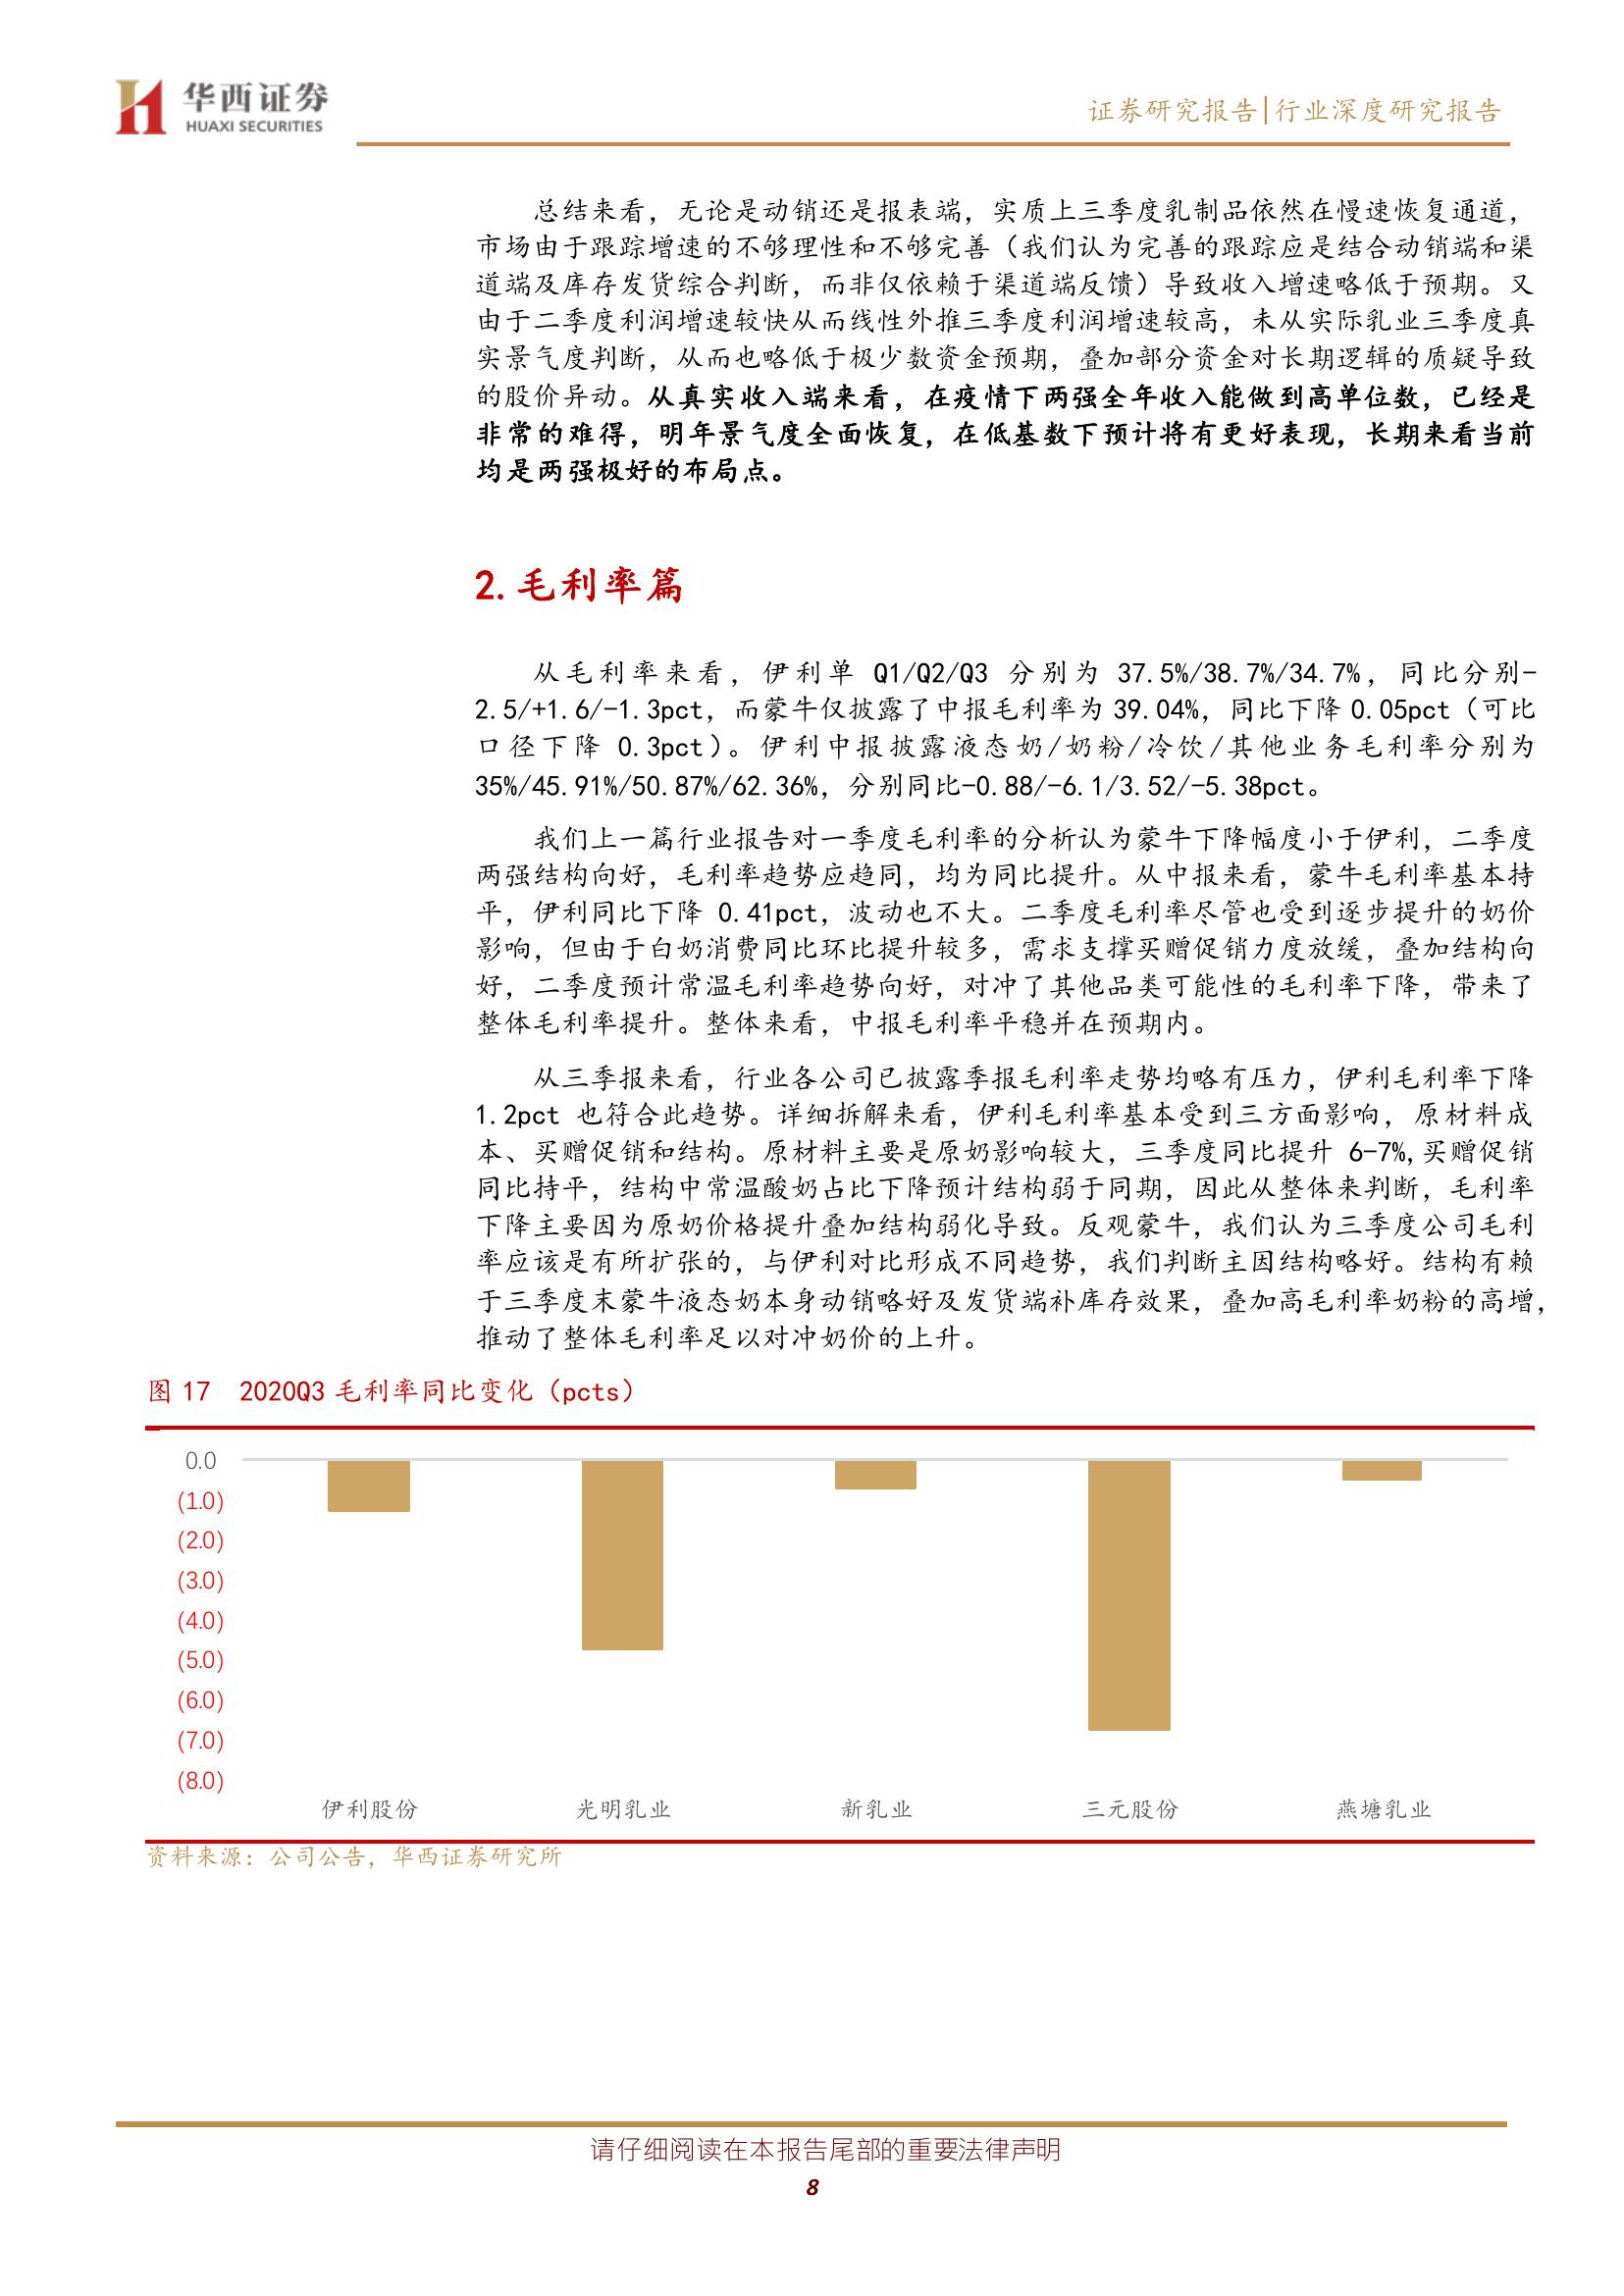 华西证券
HUAXI SECURITIES
证券研究报告|行业深度研究报告
总结来看，无论是动销还是报表端，实质上三季度乳制品依然在慢速恢复通道，
市场由于跟踪增速的不够理性和不够完善（我们认为完善的跟踪应是结合动销端和渠
道端及库存发货综合判断，而非仅依赖于渠道端反馈）导致收入增速略低于预期。又
由于二季度利润增速较快从而线性外推三季度利润增速较高，未从实际乳业三季度真
实景气度判断，从而也略低于极少数资金预期，叠加部分资金对长期逻辑的质疑导致
的股价异动。从真实收入端来看，在疫情下两强全年收入能做到高单位数，已经是
非常的难得，明年景气度全面恢复，在低基数下预计将有更好表现，长期来看当前
均是两强极好的布局点。
2.毛利率篇
从毛利率来看，伊利单 Q1/Q2/Q3 分别为 37.5%/38.7%/34.7%，同比分别-
2.5/+1.6/-1.3pct，而蒙牛仅披露了中报毛利率为 39.04%，同比下降 0.05pct（可比
口径下降 0.3pct）。伊利中报披露液态奶/奶粉/冷饮/其他业务毛利率分别为
35%/45.91%/50.87%/62.36%，分别同比-0.88/-6.1/3.52/-5.38pct。
我们上一篇行业报告对一季度毛利率的分析认为蒙牛下降幅度小于伊利，二季度
两强结构向好，毛利率趋势应趋同，均为同比提升。从中报来看，蒙牛毛利率基本持
平，伊利同比下降 0.41pct，波动也不大。二季度毛利率尽管也受到逐步提升的奶价
影响，但由于白奶消费同比环比提升较多，需求支撑买赠促销力度放缓，叠加结构向
好，二季度预计常温毛利率趋势向好，对冲了其他品类可能性的毛利率下降，带来了
整体毛利率提升。整体来看，中报毛利率平稳并在预期内。
从三季报来看，行业各公司已披露季报毛利率走势均略有压力，伊利毛利率下降
1.2pct 也符合此趋势。详细拆解来看，伊利毛利率基本受到三方面影响，原材料成
本、买赠促销和结构。原材料主要是原奶影响较大，三季度同比提升 6-7%,买赠促销
同比持平，结构中常温酸奶占比下降预计结构弱于同期，因此从整体来判断，毛利率
下降主要因为原奶价格提升叠加结构弱化导致。反观蒙牛，我们认为三季度公司毛利
率应该是有所扩张的，与伊利对比形成不同趋势，我们判断主因结构略好。结构有赖
于三季度末蒙牛液态奶本身动销略好及发货端补库存效果，叠加高毛利率奶粉的高增，
推动了整体毛利率足以对冲奶价的上升。
图 17 2020Q3 毛利率同比变化（pcts）
0.0
(1.0)
(2.0)
(3.0)
(4.0)
(5.0)
(6.0)
(7.0)
(8.0)
伊利股份 光明乳业 新乳业 三元股份 燕塘乳业
资料来源：公司公告，华西证券研究所
请仔细阅读在本报告尾部的重要法律声明
8